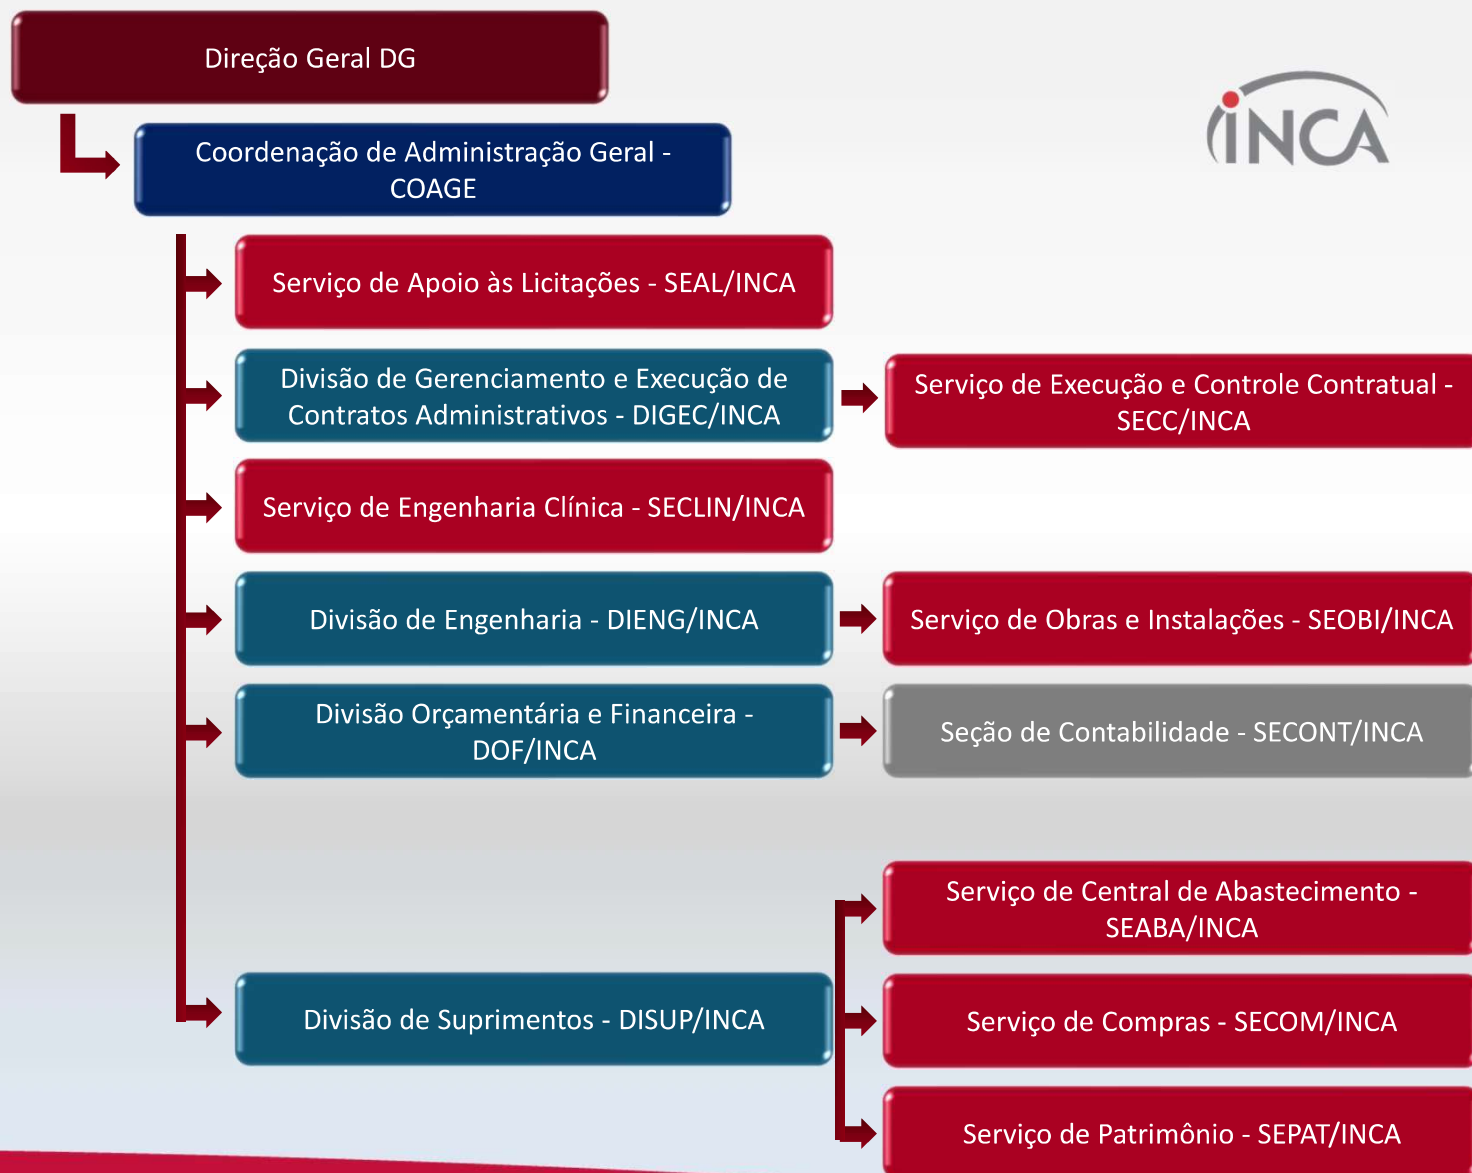 Direção Geral DG
INCA
Coordenação de Administração Geral -
COAGE
Serviço de Apoio às Licitações - SEAL/INCA
Divisão de Gerenciamento e Execução de
Contratos Administrativos - DIGEC/INCA
Serviço de Execução e Controle Contratual -
SECC/INCA
Serviço de Engenharia Clínica - SECLIN/INCA
Divisão de Engenharia - DIENG/INCA
Serviço de Obras e Instalações - SEOBI/INCA
Divisão Orçamentária e Financeira -
DOF/INCA
Seção de Contabilidade - SECONT/INCA
Serviço de Central de Abastecimento -
SEABA/INCA
Divisão de Suprimentos - DISUP/INCA
Serviço de Compras - SECOM/INCA
Serviço de Patrimônio - SEPAT/INCA